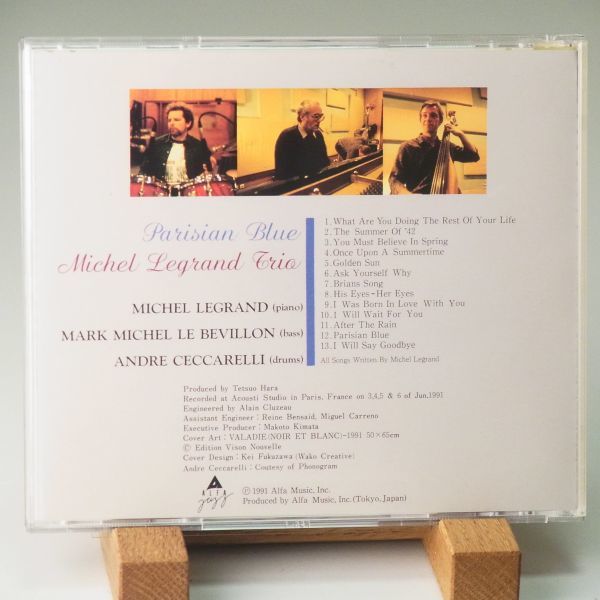 Parisian Blue
Michel Legrand Trio
MICHEL LEGRAND (piano)
MARK MICHEL LE BEVILLON (bass)
ANDRE CECCARELLI (drums)
1. What Are You Doing The Rest Of Your Life
2. The Summer Of '42
3. You Must Believe In Spring
4. Once Upon A Summertime
5. Golden Sun
6. Ask Yourself Why
7. Brians Song
8. His Eyes-Her Eyes
9. I Was Born In Love With You
10. I Will Wait For You
11. After The Rain
12. Parisian Blue
13. I Will Say Goodbye
All Songs Written By Michel Legrand
Produced by Tetsuo Hara
Recorded at Acousti Studio in Paris, France on 3,4,5 & 6 of Jun,1991
Engineered by Alain Cluzeau
Assistant Engineer : Reine Bensaid, Miguel Carreno
Executive Producer : Makoto Kimata
Cover Art : VALADIE(NOIR ET BLANC)-1991 50×65cm
© Edition Vison Nouvelle
Cover Design : Kei Fukuzawa (Wako Creative)
Andre Ceccarelli : Coutesy of Phonogram
ALFA
jazz
℗ 1991 Alfa Music, Inc.
Produced by Alfa Music, Inc. (Tokyo, Japan)